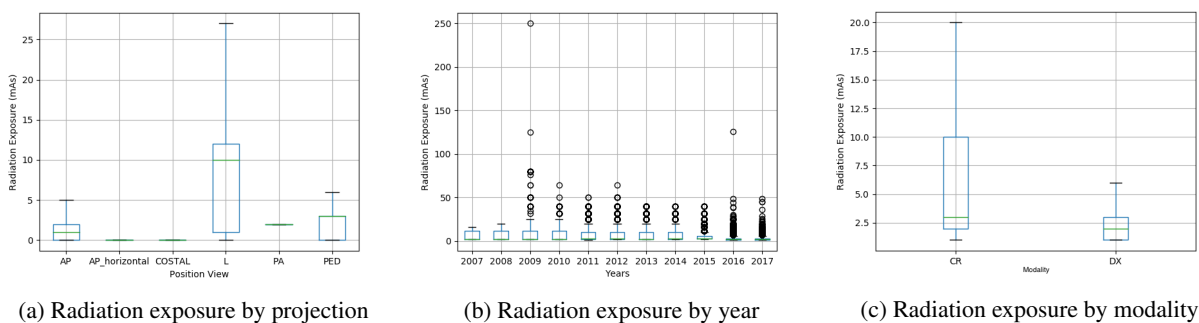 Radiation Exposure (mAs)
25
20
15
10
5
0
AP AP_horizontal COSTAL L PA PED
Position View
(a) Radiation exposure by projection
Radiation Exposure (mAs)
250
200
150
100
50
0
2007 2008 2009 2010 2011 2012 2013 2014 2015 2016 2017
Years
(b) Radiation exposure by year
Radiation Exposure (mAs)
20.0
17.5
15.0
12.5
10.0
7.5
5.0
2.5
CR DX
Modality
(c) Radiation exposure by modality